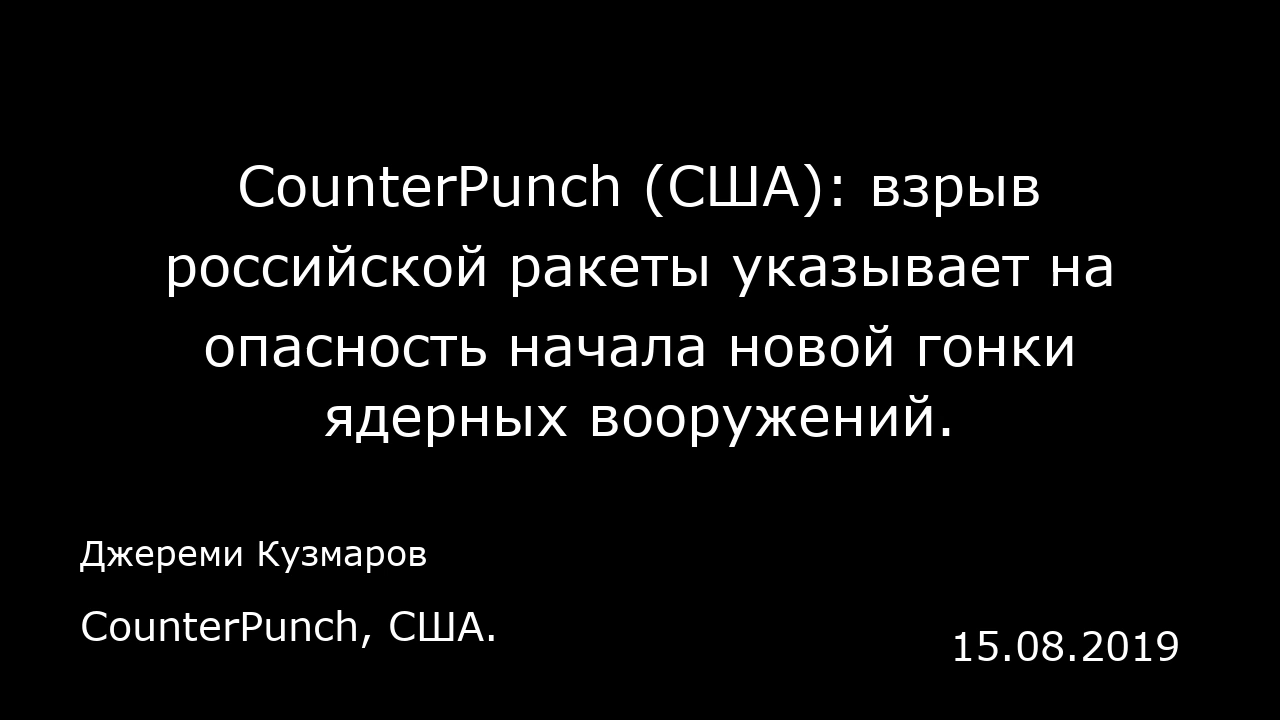 CounterPunch (США): взрыв
российской ракеты указывает на
опасность начала новой гонки
ядерных вооружений.
Джереми Кузмаров
CounterPunch, США.
15.08.2019